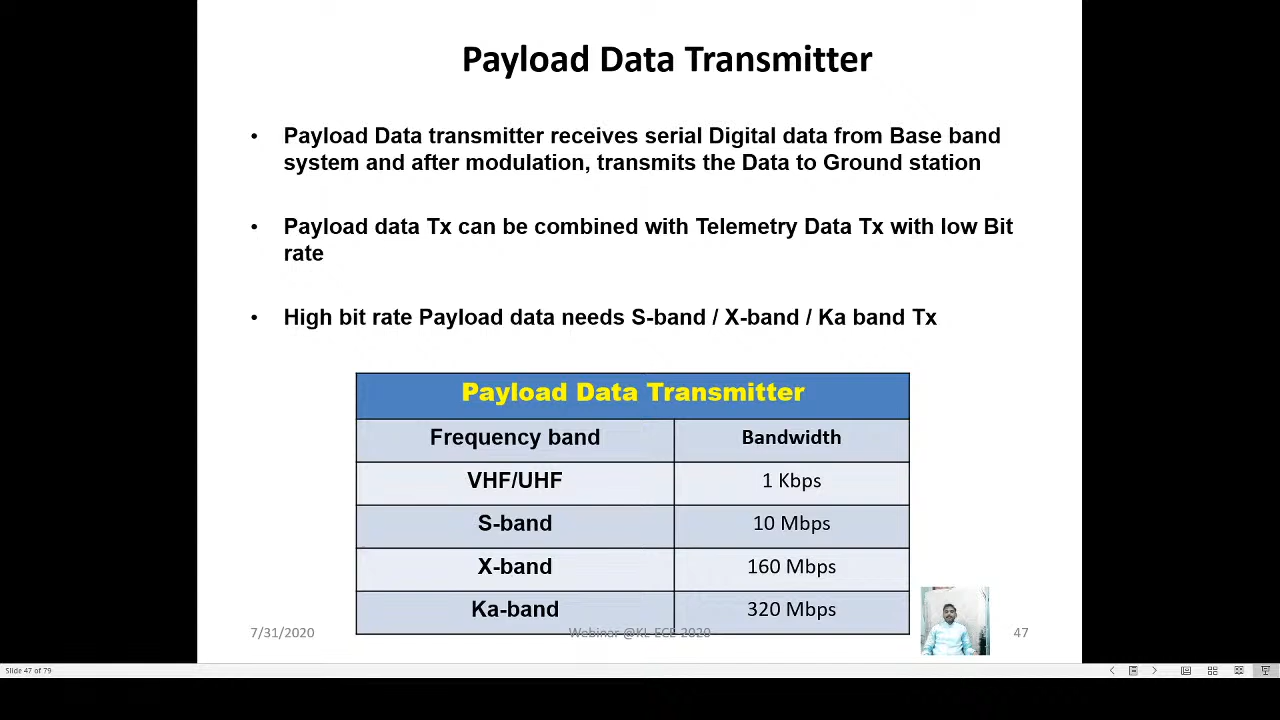 Payload Data Transmitter
• Payload Data transmitter receives serial Digital data from Base band
system and after modulation, transmits the Data to Ground station
• Payload data Tx can be combined with Telemetry Data Tx with low Bit
rate
• High bit rate Payload data needs S-band / X-band / Ka band Tx
Payload Data Transmitter
Frequency band Bandwidth
VHF/UHF 1 Kbps
S-band 10 Mbps
X-band 160 Mbps
Ka-band 320 Mbps
7/31/2020 Webinar @KL ECE 2020 47
Slide 47 of 79